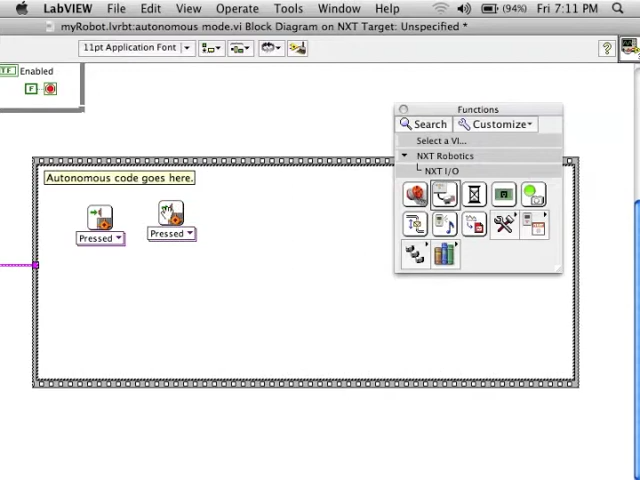 LabVIEW File Edit View Operate Tools Window Help (94%) Fri 7:11 PM
myRobot.lvrbt:autonomous mode.vi Block Diagram on NXT Target: Unspecified *
11pt Application Font ?
TF Enabled
F
Functions
Search Customize
Select a VI...
NXT Robotics
NXT I/O
Autonomous code goes here.
Pressed Pressed